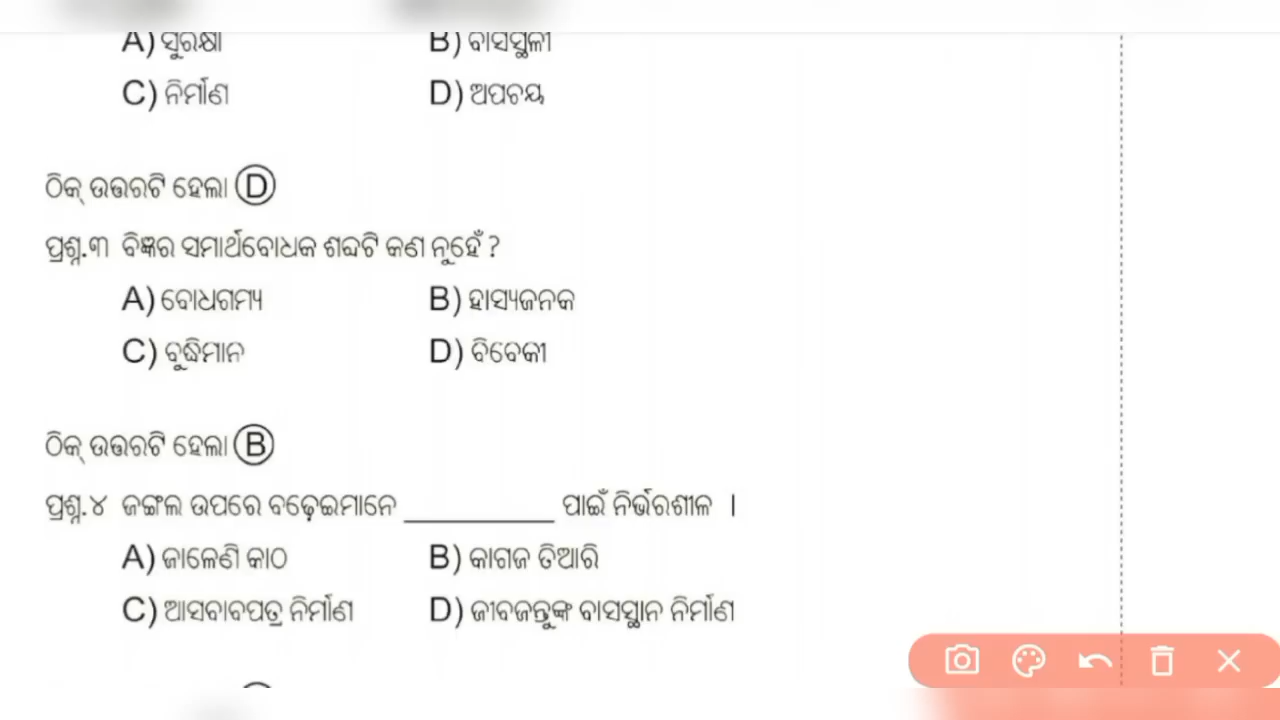 A) ସୁରକ୍ଷା B) ବାସସ୍ଥଳୀ
C) ନିର୍ମାଣ D) ଅପଚୟ
ଠିକ୍ ଉତ୍ତରଟି ହେଲା D
ପ୍ରଶ୍ନ.୩ ବିଜ୍ଞର ସମାର୍ଥବୋଧକ ଶବ୍ଦଟି କଣ ନୁହେଁ ?
A) ବୋଧଗମ୍ୟ B) ହାସ୍ୟଜନକ
C) ବୁଦ୍ଧିମାନ D) ବିବେକୀ
ଠିକ୍ ଉତ୍ତରଟି ହେଲା B
ପ୍ରଶ୍ନ.୪ ଜଙ୍ଗଲ ଉପରେ ବଢ଼େଇମାନେ __________ ପାଇଁ ନିର୍ଭରଶୀଳ ।
A) ଜାଳେଣି କାଠ B) କାଗଜ ତିଆରି
C) ଆସବାବପତ୍ର ନିର୍ମାଣ D) ଜୀବଜନ୍ତୁଙ୍କ ବାସସ୍ଥାନ ନିର୍ମାଣ